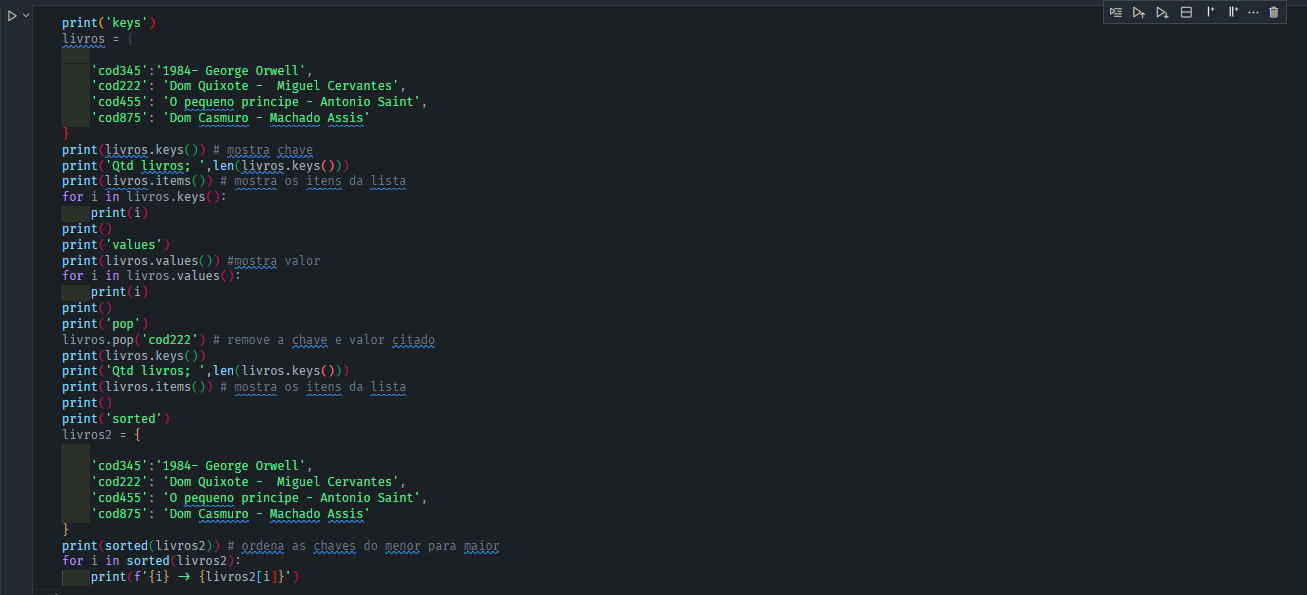 print('keys')
livros = {
'cod345':'1984- George Orwell',
'cod222': 'Dom Quixote -  Miguel Cervantes',
'cod455': 'O pequeno principe - Antonio Saint',
'cod875': 'Dom Casmuro - Machado Assis'
}
print(livros.keys()) # mostra chave
print('Qtd livros; ',len(livros.keys()))
print(livros.items()) # mostra os itens da lista
for i in livros.keys():
print(i)
print()
print('values')
print(livros.values()) #mostra valor
for i in livros.values():
print(i)
print()
print('pop')
livros.pop('cod222') # remove a chave e valor citado
print(livros.keys())
print('Qtd livros; ',len(livros.keys()))
print(livros.items()) # mostra os itens da lista
print()
print('sorted')
livros2 = {
'cod345':'1984- George Orwell',
'cod222': 'Dom Quixote -  Miguel Cervantes',
'cod455': 'O pequeno principe - Antonio Saint',
'cod875': 'Dom Casmuro - Machado Assis'
}
print(sorted(livros2)) # ordena as chaves do menor para maior
for i in sorted(livros2):
print(f'{i} -> {livros2[i]}')